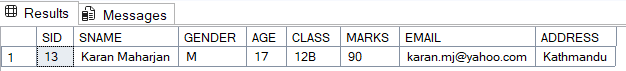 Results Messages
SID SNAME GENDER AGE CLASS MARKS EMAIL ADDRESS
1 13 Karan Maharjan M 17 12B 90 karan.mj@yahoo.com Kathmandu